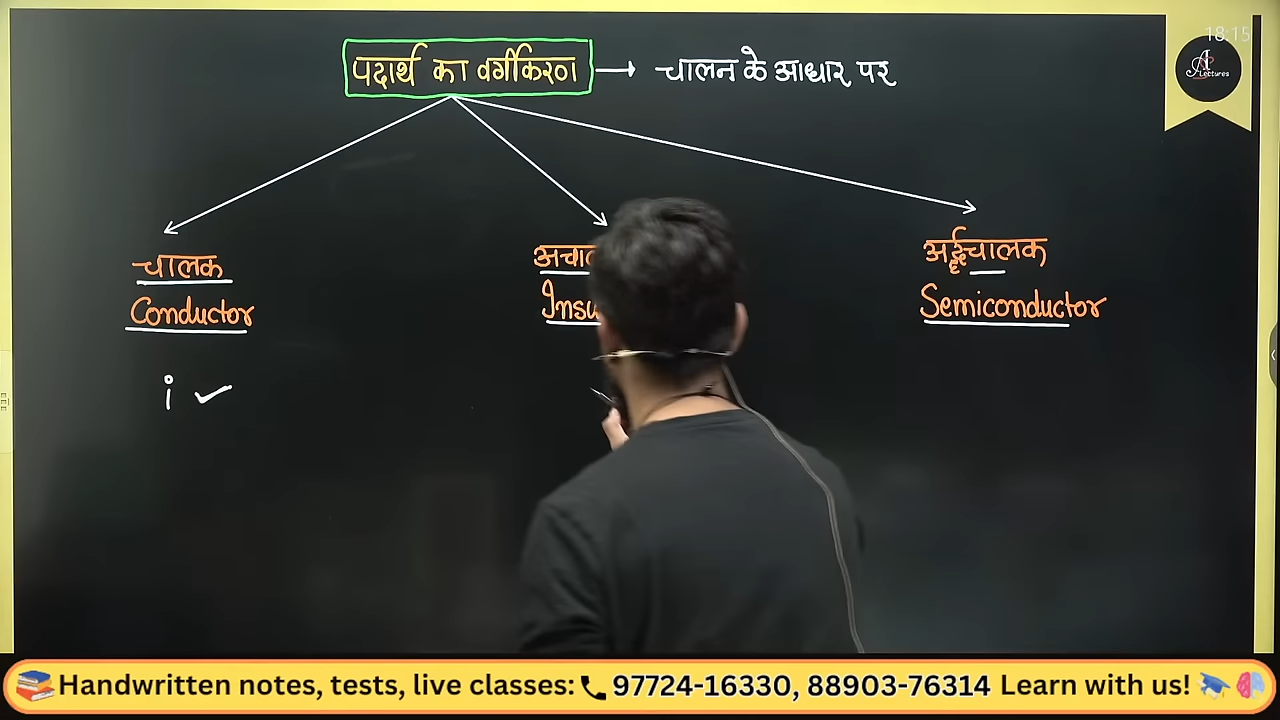 18:15
पदार्थ का वर्गीकरण → चालन के आधार पर
Lectures
चालक
Conductor
अर्द्धचालक
Semiconductor
i ✓
Handwritten notes, tests, live classes: 97724-16330, 88903-76314 Learn with us!